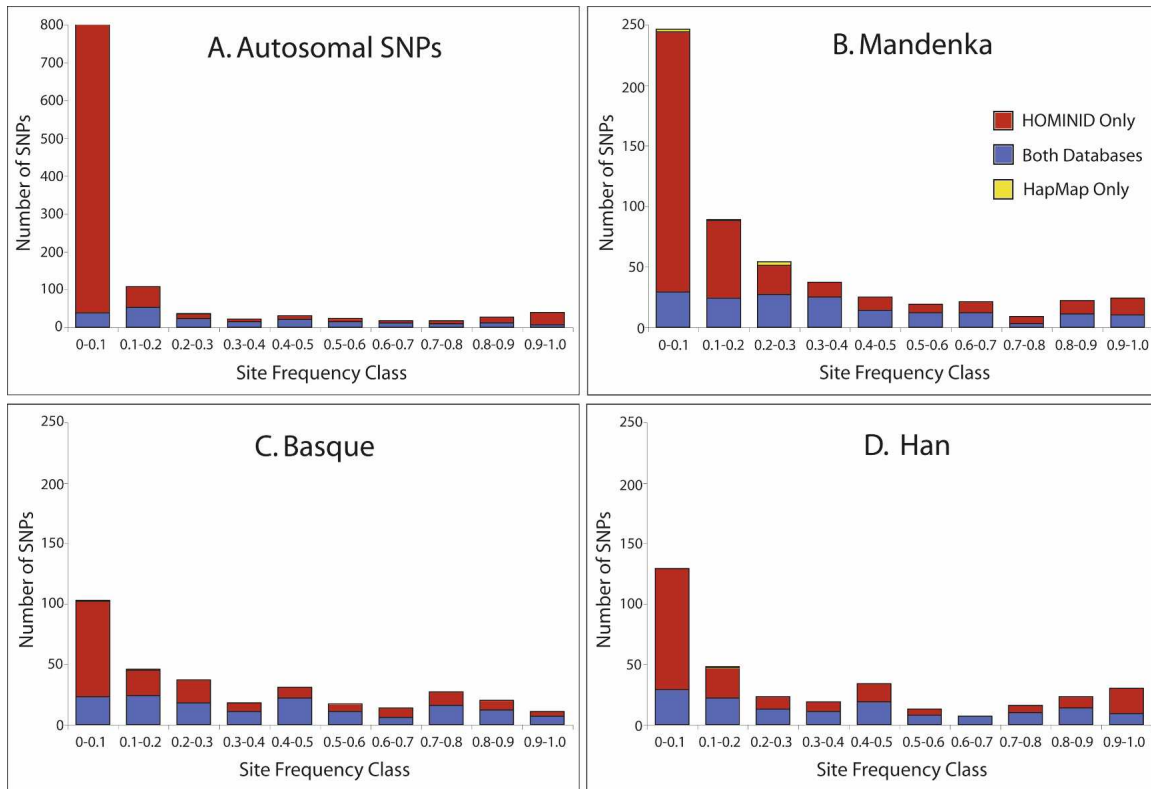 A. Autosomal SNPs
Number of SNPs
800
700
600
500
400
300
200
100
0
0-0.1 0.1-0.2 0.2-0.3 0.3-0.4 0.4-0.5 0.5-0.6 0.6-0.7 0.7-0.8 0.8-0.9 0.9-1.0
Site Frequency Class
B. Mandenka
Number of SNPs
250
200
150
100
50
0
HOMINID Only
Both Databases
HapMap Only
0-0.1 0.1-0.2 0.2-0.3 0.3-0.4 0.4-0.5 0.5-0.6 0.6-0.7 0.7-0.8 0.8-0.9 0.9-1.0
Site Frequency Class
C. Basque
Number of SNPs
250
200
150
100
50
0
0-0.1 0.1-0.2 0.2-0.3 0.3-0.4 0.4-0.5 0.5-0.6 0.6-0.7 0.7-0.8 0.8-0.9 0.9-1.0
Site Frequency Class
D. Han
Number of SNPs
250
200
150
100
50
0
0-0.1 0.1-0.2 0.2-0.3 0.3-0.4 0.4-0.5 0.5-0.6 0.6-0.7 0.7-0.8 0.8-0.9 0.9-1.0
Site Frequency Class